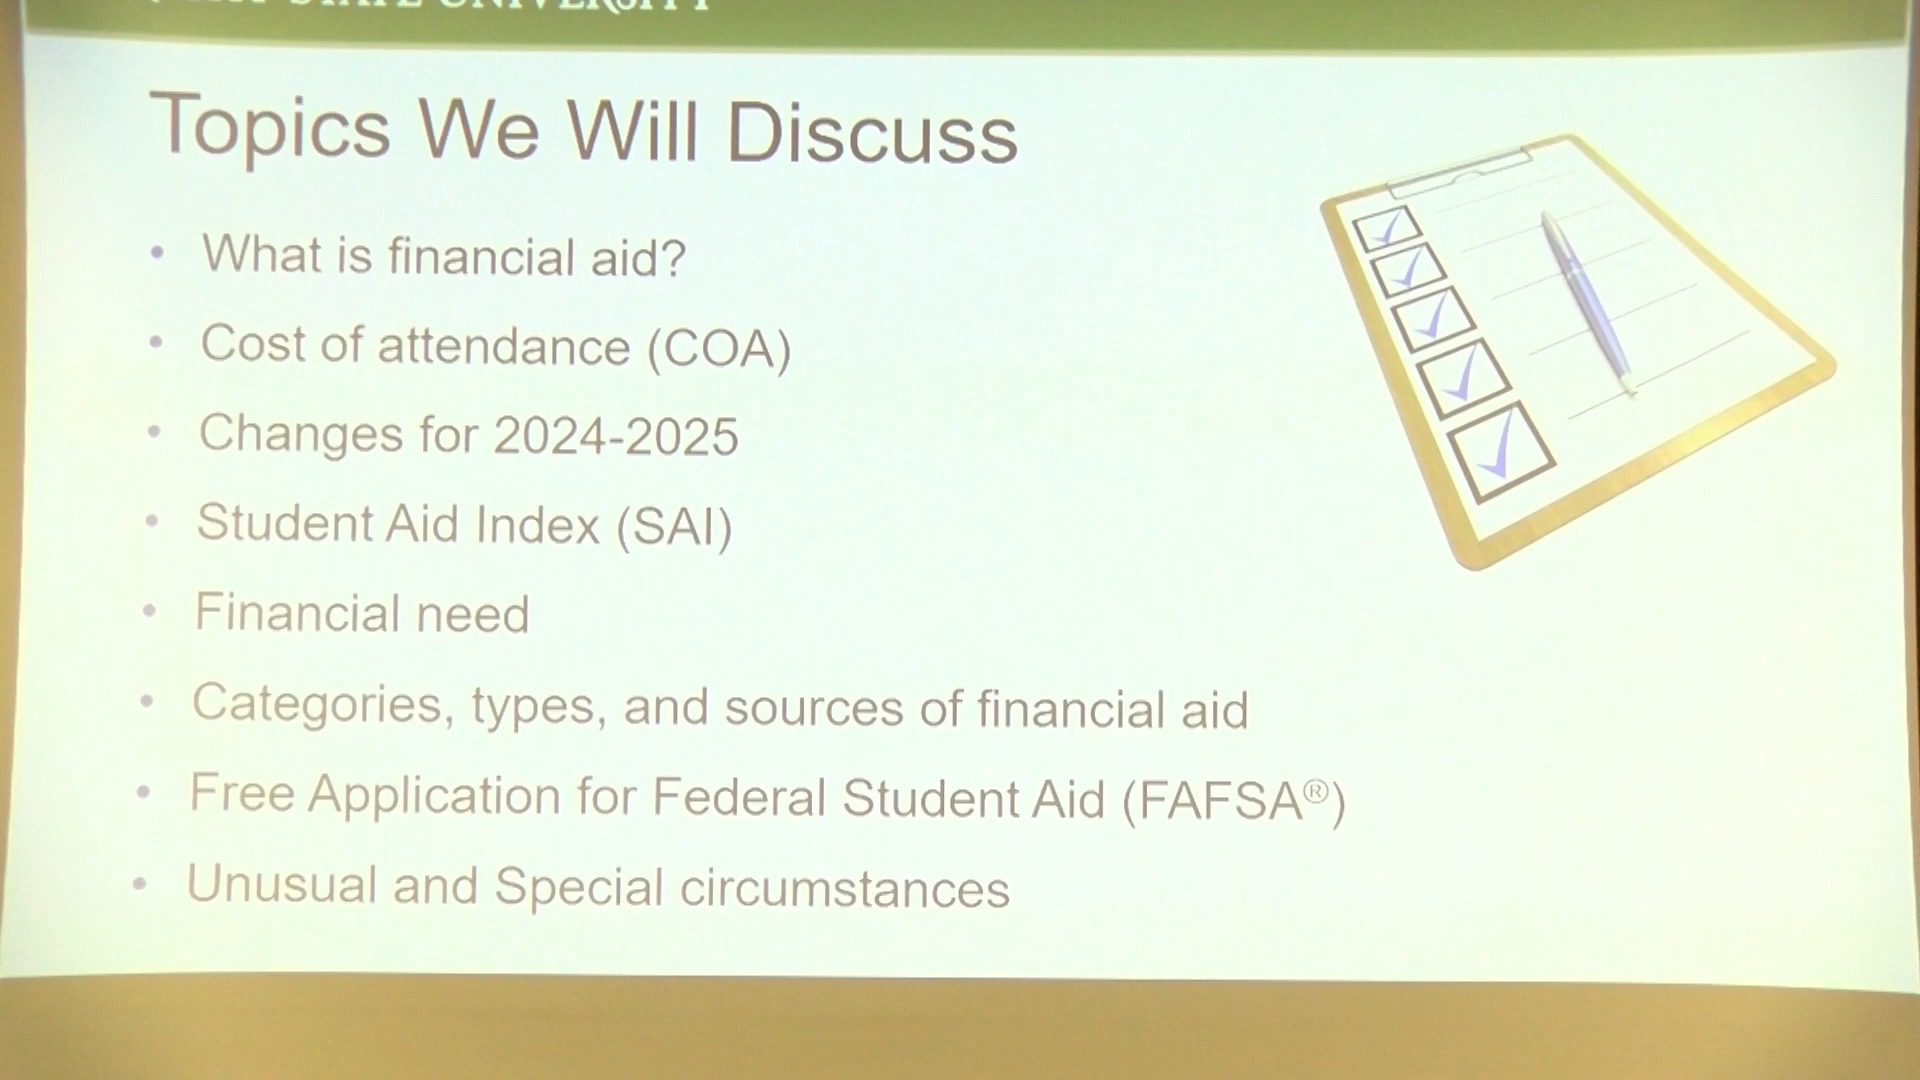 STATE UNIVERSITY
Topics We Will Discuss
• What is financial aid?
• Cost of attendance (COA)
• Changes for 2024-2025
• Student Aid Index (SAI)
• Financial need
• Categories, types, and sources of financial aid
• Free Application for Federal Student Aid (FAFSA®)
• Unusual and Special circumstances